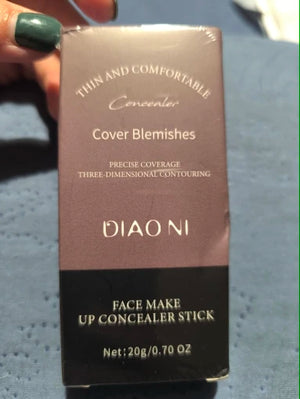 THIN AND COMFORTABLE
Concealer
Cover Blemishes
PRECISE COVERAGE
THREE-DIMENSIONAL CONTOURING
DIAO NI
FACE MAKE
UP CONCEALER STICK
Net:20g/0.70 OZ